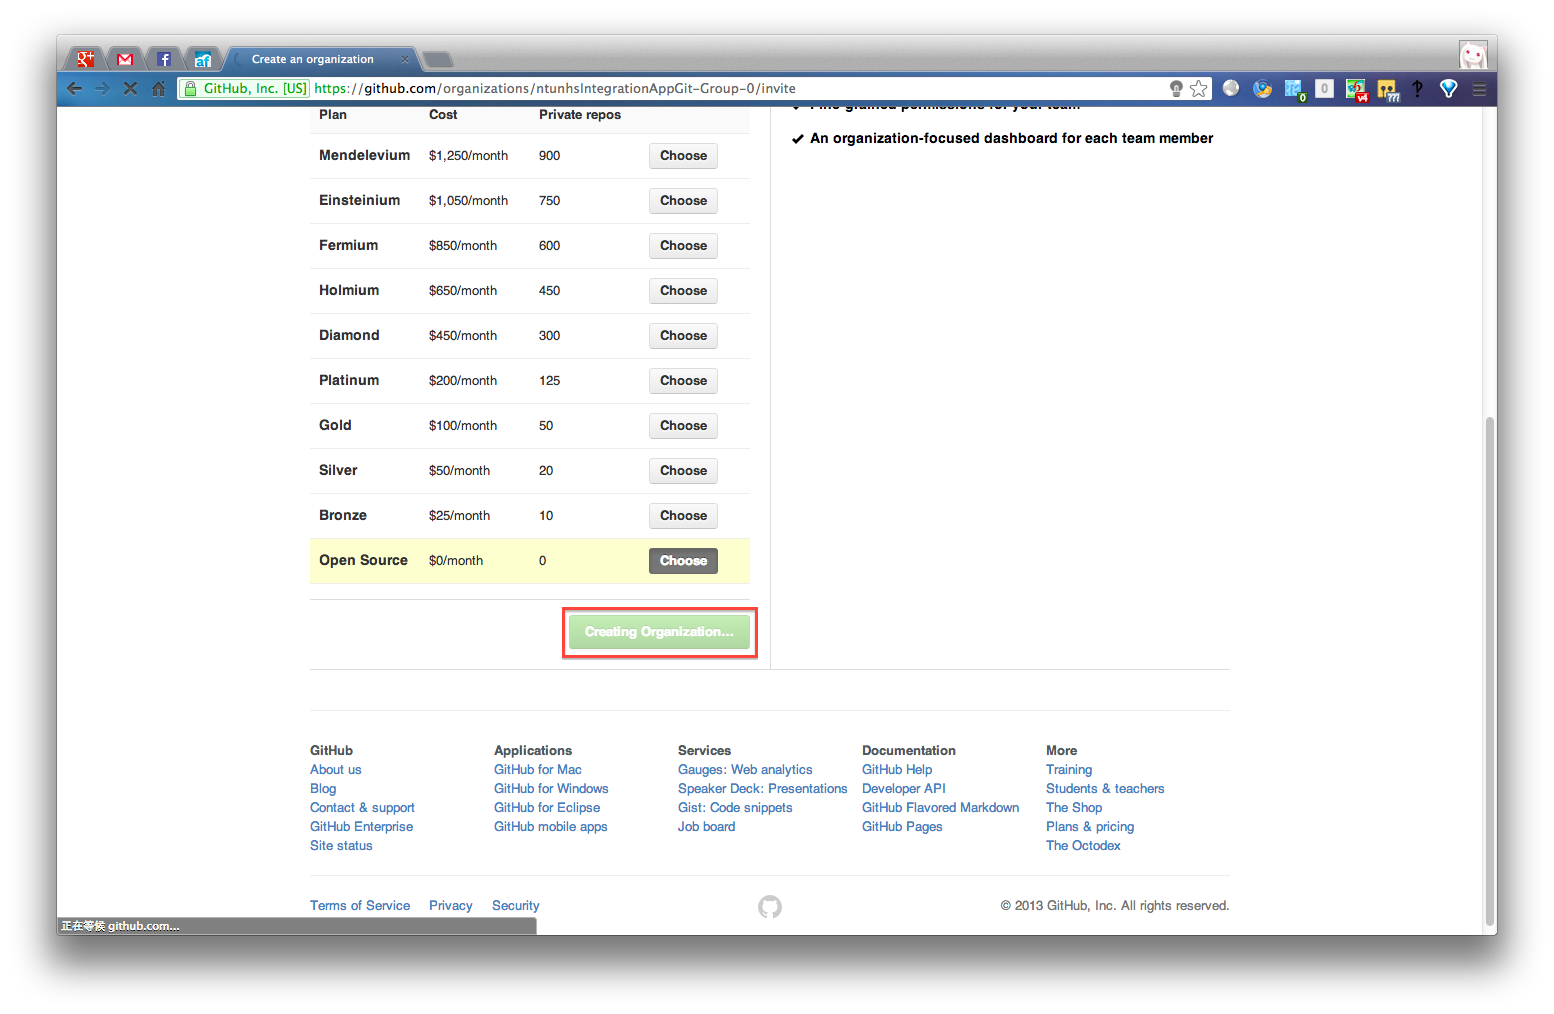 Create an organization
GitHub, Inc. [US] https://github.com/organizations/ntunhsIntegrationAppGit-Group-0/invite
Plan Cost Private repos
Mendelevium $1,250/month 900 Choose
Einsteinium $1,050/month 750 Choose
Fermium $850/month 600 Choose
Holmium $650/month 450 Choose
Diamond $450/month 300 Choose
Platinum $200/month 125 Choose
Gold $100/month 50 Choose
Silver $50/month 20 Choose
Bronze $25/month 10 Choose
Open Source $0/month 0 Choose
Creating Organization...
Fine-grained permissions for your team
An organization-focused dashboard for each team member
GitHub
About us
Blog
Contact & support
GitHub Enterprise
Site status
Applications
GitHub for Mac
GitHub for Windows
GitHub for Eclipse
GitHub mobile apps
Services
Gauges: Web analytics
Speaker Deck: Presentations
Gist: Code snippets
Job board
Documentation
GitHub Help
Developer API
GitHub Flavored Markdown
GitHub Pages
More
Training
Students & teachers
The Shop
Plans & pricing
The Octodex
Terms of Service Privacy Security
© 2013 GitHub, Inc. All rights reserved.
正在等候 github.com...